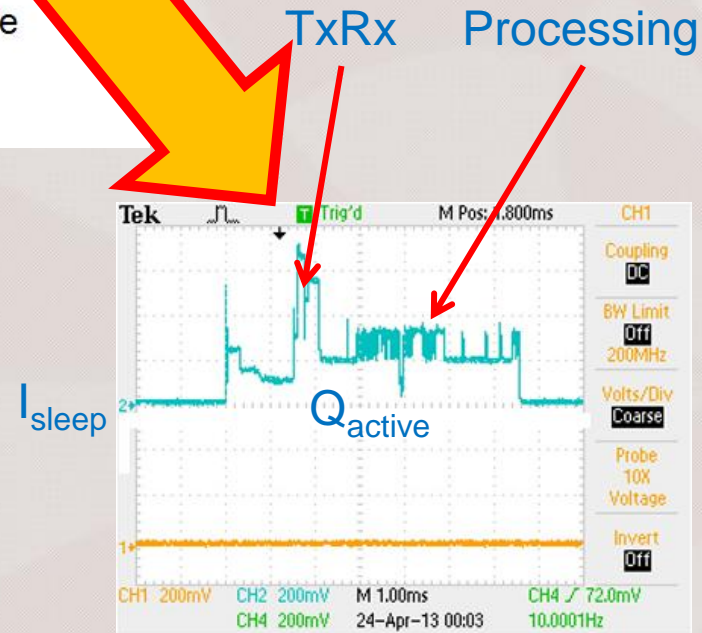 e
TxRx Processing
Tek Trig'd M Pos: 1.800ms CH1
Coupling
DC
BW Limit
Off
200MHz
Volts/Div
Coarse
Probe
10X
Voltage
Invert
Off
Isleep
Qactive
2
1
CH1 200mV CH2 200mV M 1.00ms CH4 72.0mV
CH4 200mV 24-Apr-13 00:03 10.0001Hz